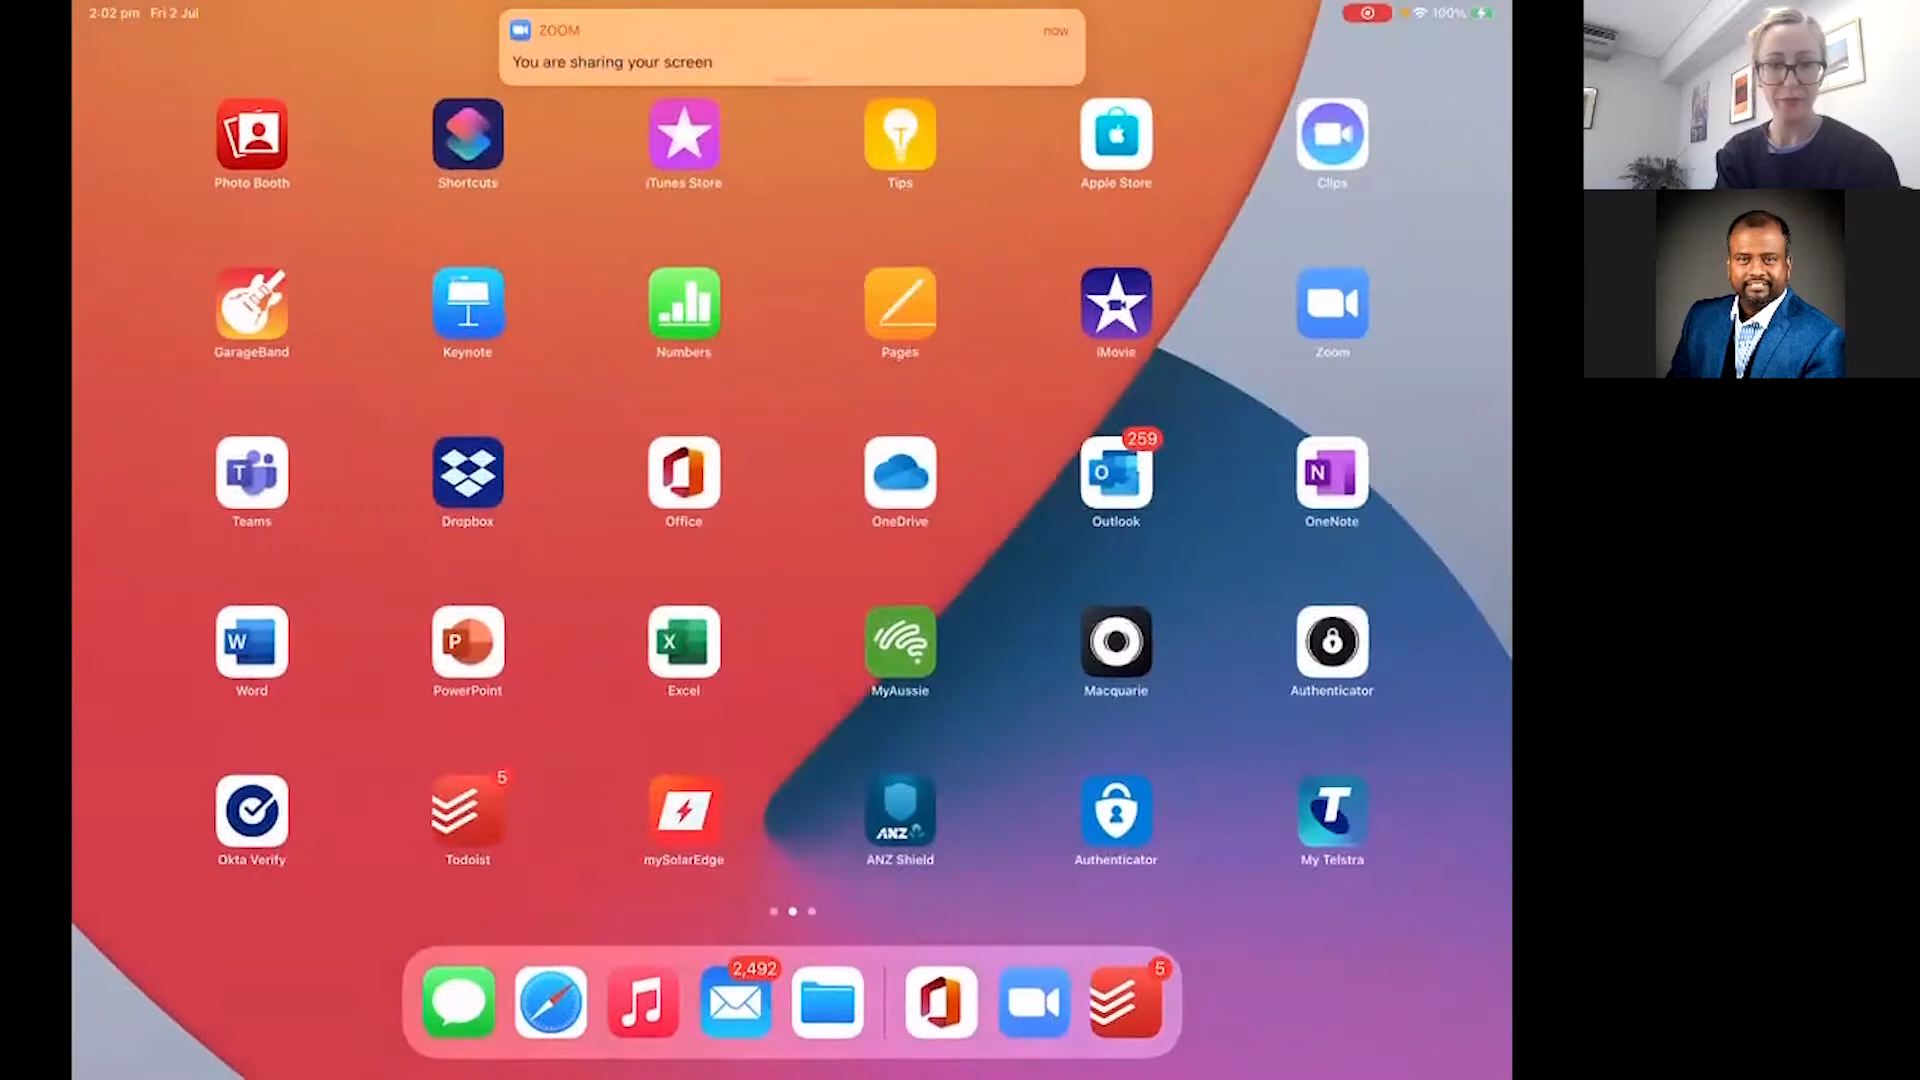 2:02 pm Fri 2 Jul
100%
ZOOM now
You are sharing your screen
Photo Booth Shortcuts iTunes Store Tips Apple Store Clips
GarageBand Keynote Numbers Pages iMovie Zoom
259
T O N
Teams Dropbox Office OneDrive Outlook OneNote
W P X
Word PowerPoint Excel MyAussie Macquarie Authenticator
5
ANZ T
Okta Verify Todoist mySolarEdge ANZ Shield Authenticator My Telstra
2,492 5